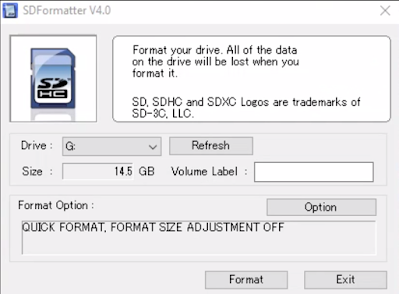 SDFormatter V4.0
Format your drive. All of the data
on the drive will be lost when you
format it.
SD, SDHC and SDXC Logos are trademarks of
SD-3C, LLC.
SD
HC
Drive : G: Refresh
Size : 14.5 GB Volume Label :
Format Option : Option
QUICK FORMAT, FORMAT SIZE ADJUSTMENT OFF
Format Exit